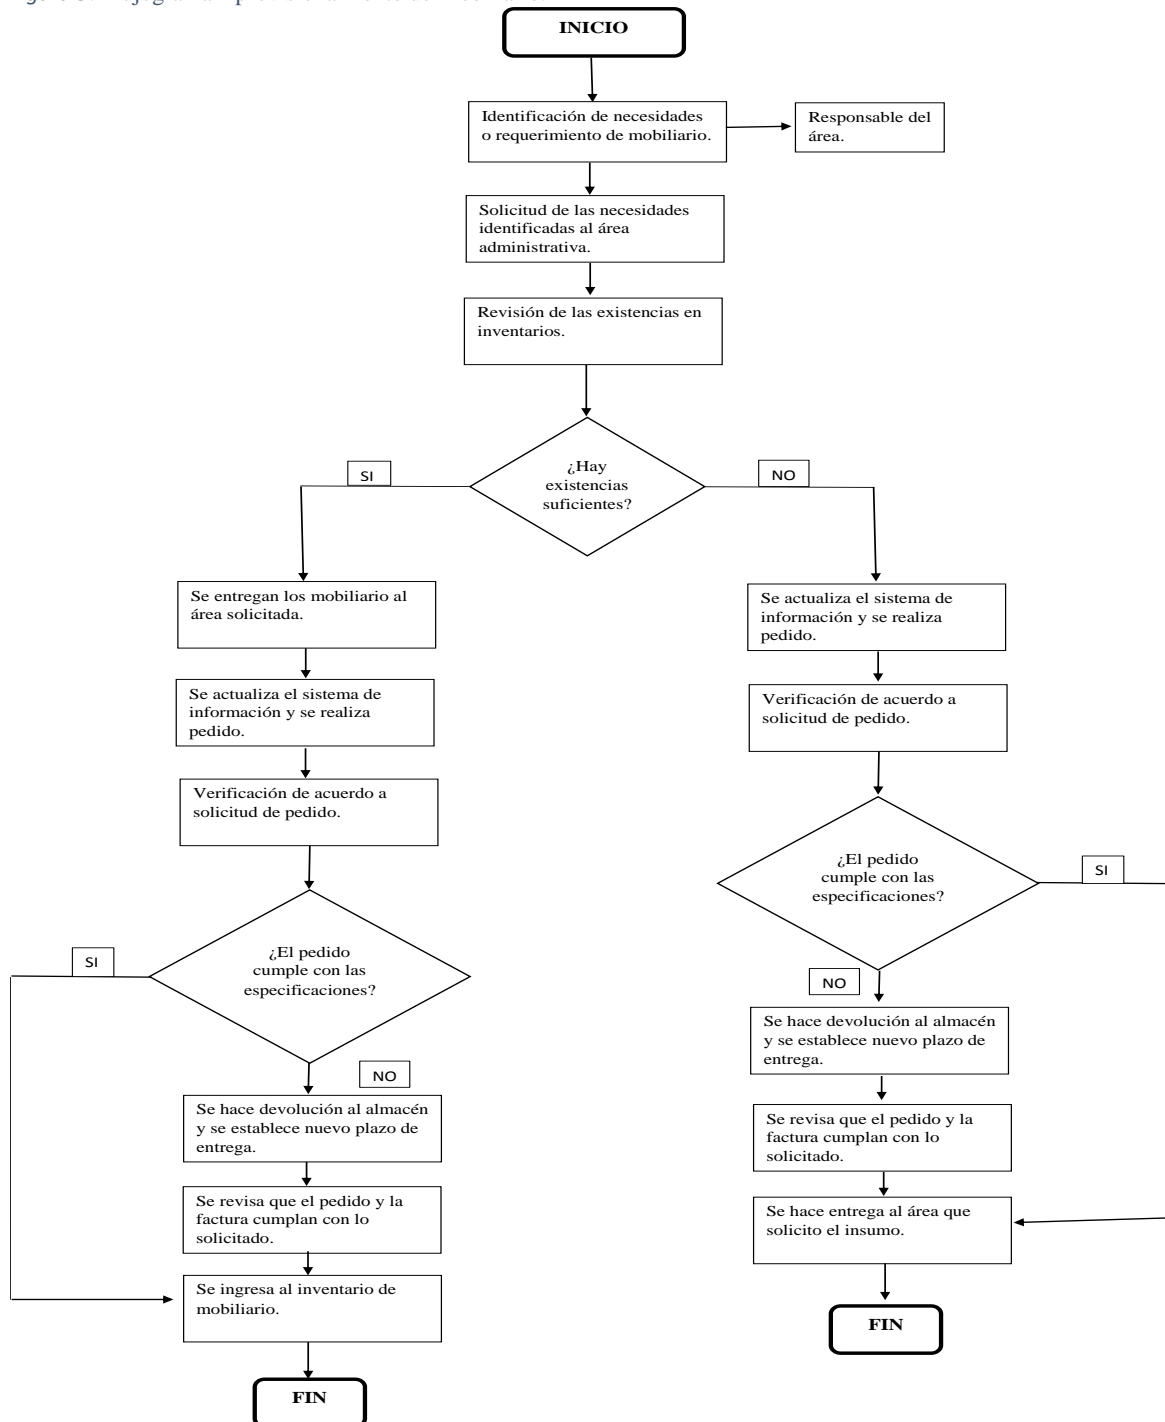 INICIO
Identificación de necesidades
o requerimiento de mobiliario.
Responsable del
área.
Solicitud de las necesidades
identificadas al área
administrativa.
Revisión de las existencias en
inventarios.
¿Hay
existencias
suficientes?
SI
NO
Se entregan los mobiliario al
área solicitada.
Se actualiza el sistema de
información y se realiza
pedido.
Verificación de acuerdo a
solicitud de pedido.
¿El pedido
cumple con las
especificaciones?
SI
NO
Se hace devolución al almacén
y se establece nuevo plazo de
entrega.
Se revisa que el pedido y la
factura cumplan con lo
solicitado.
Se ingresa al inventario de
mobiliario.
FIN
Se actualiza el sistema de
información y se realiza
pedido.
Verificación de acuerdo a
solicitud de pedido.
¿El pedido
cumple con las
especificaciones?
SI
NO
Se hace devolución al almacén
y se establece nuevo plazo de
entrega.
Se revisa que el pedido y la
factura cumplan con lo
solicitado.
Se hace entrega al área que
solicito el insumo.
FIN